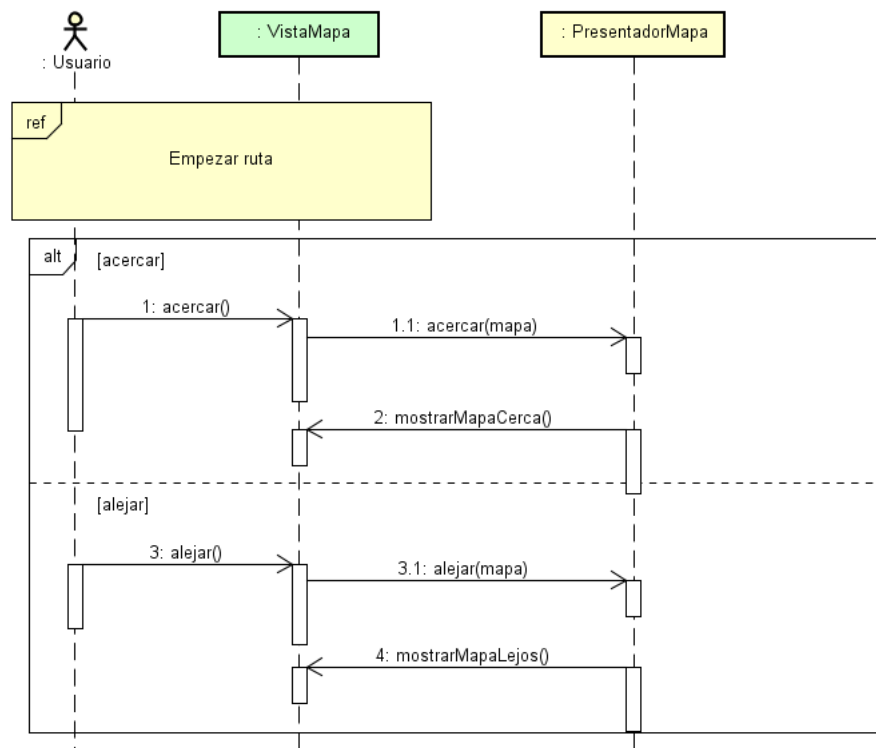 : Usuario
: VistaMapa
: PresentadorMapa
ref
Empezar ruta
alt
[acercar]
1: acercar()
1.1: acercar(mapa)
2: mostrarMapaCerca()
[alejar]
3: alejar()
3.1: alejar(mapa)
4: mostrarMapaLejos()